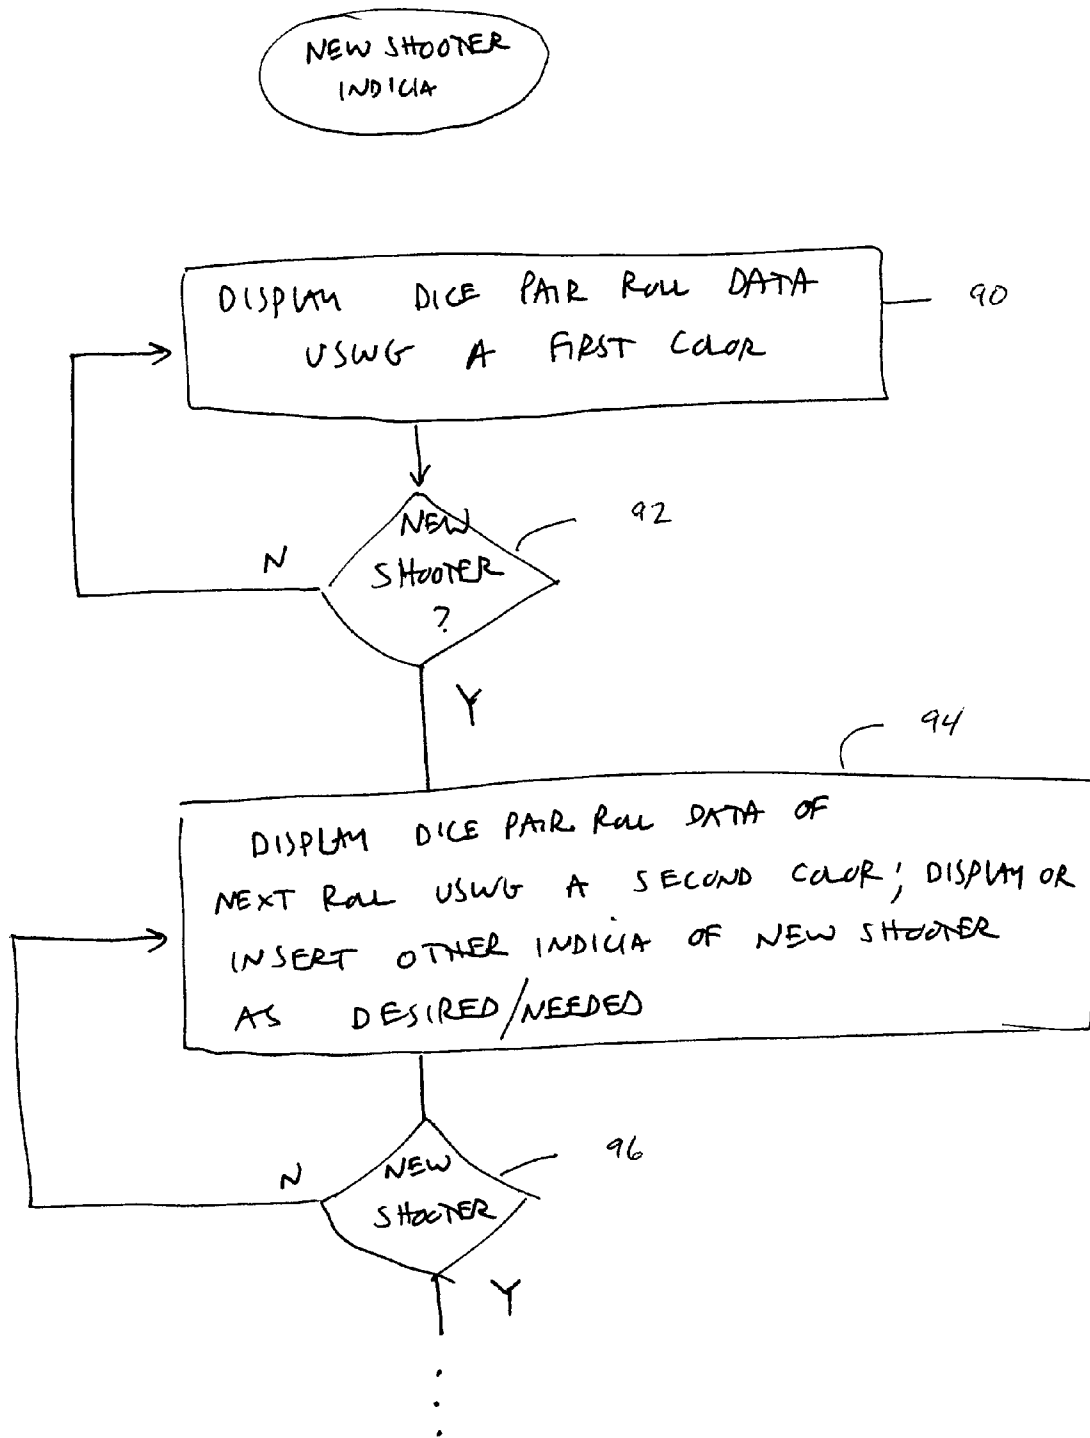 NEW SHOOTER
INDICIA
DISPLAY DICE PAIR ROLL DATA
USING A FIRST COLOR
90
NEW
SHOOTER
?
92
N
Y
94
DISPLAY DICE PAIR ROLL DATA OF
NEXT ROLL USING A SECOND COLOR; DISPLAY OR
INSERT OTHER INDICIA OF NEW SHOOTER
AS DESIRED/NEEDED
NEW
SHOOTER
96
N
Y